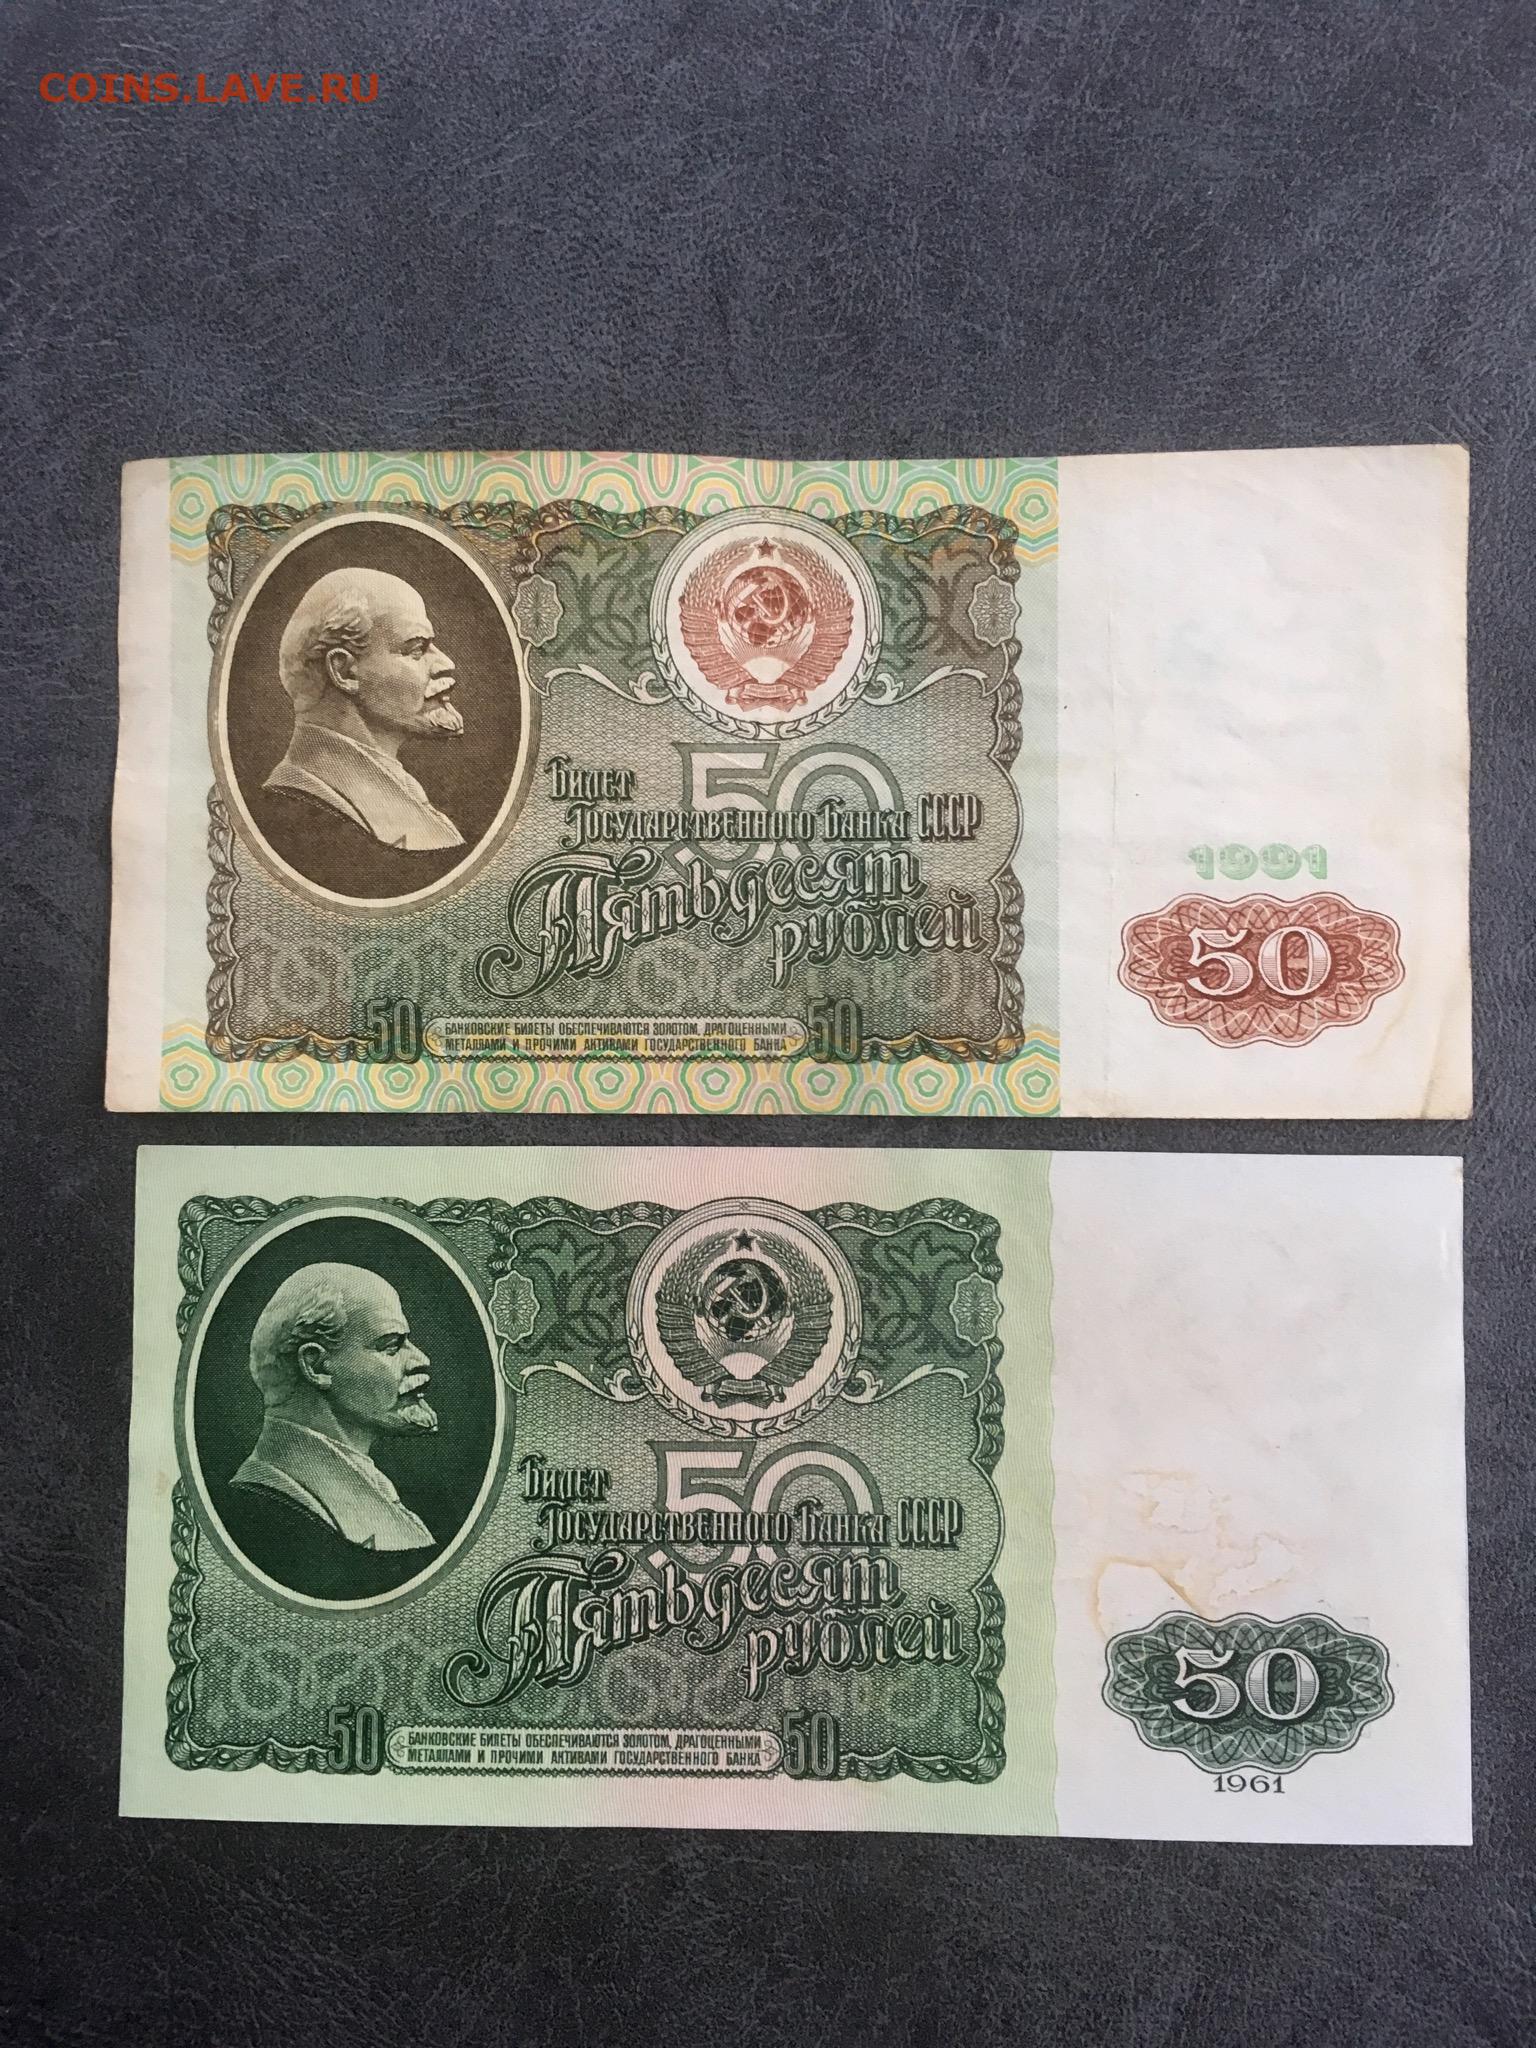 COINS.LAVE.RU
50
Билет
Государственного Банка СССР
Пятьдесят
рублей
1991
50
50
БАНКОВСКИЕ БИЛЕТЫ ОБЕСПЕЧИВАЮТСЯ ЗОЛОТОМ, ДРАГОЦЕННЫМИ
МЕТАЛЛАМИ И ПРОЧИМИ АКТИВАМИ ГОСУДАРСТВЕННОГО БАНКА
50
50
Билет
Государственного Банка СССР
Пятьдесят
рублей
50
50
БАНКОВСКИЕ БИЛЕТЫ ОБЕСПЕЧИВАЮТСЯ ЗОЛОТОМ, ДРАГОЦЕННЫМИ
МЕТАЛЛАМИ И ПРОЧИМИ АКТИВАМИ ГОСУДАРСТВЕННОГО БАНКА
50
1961